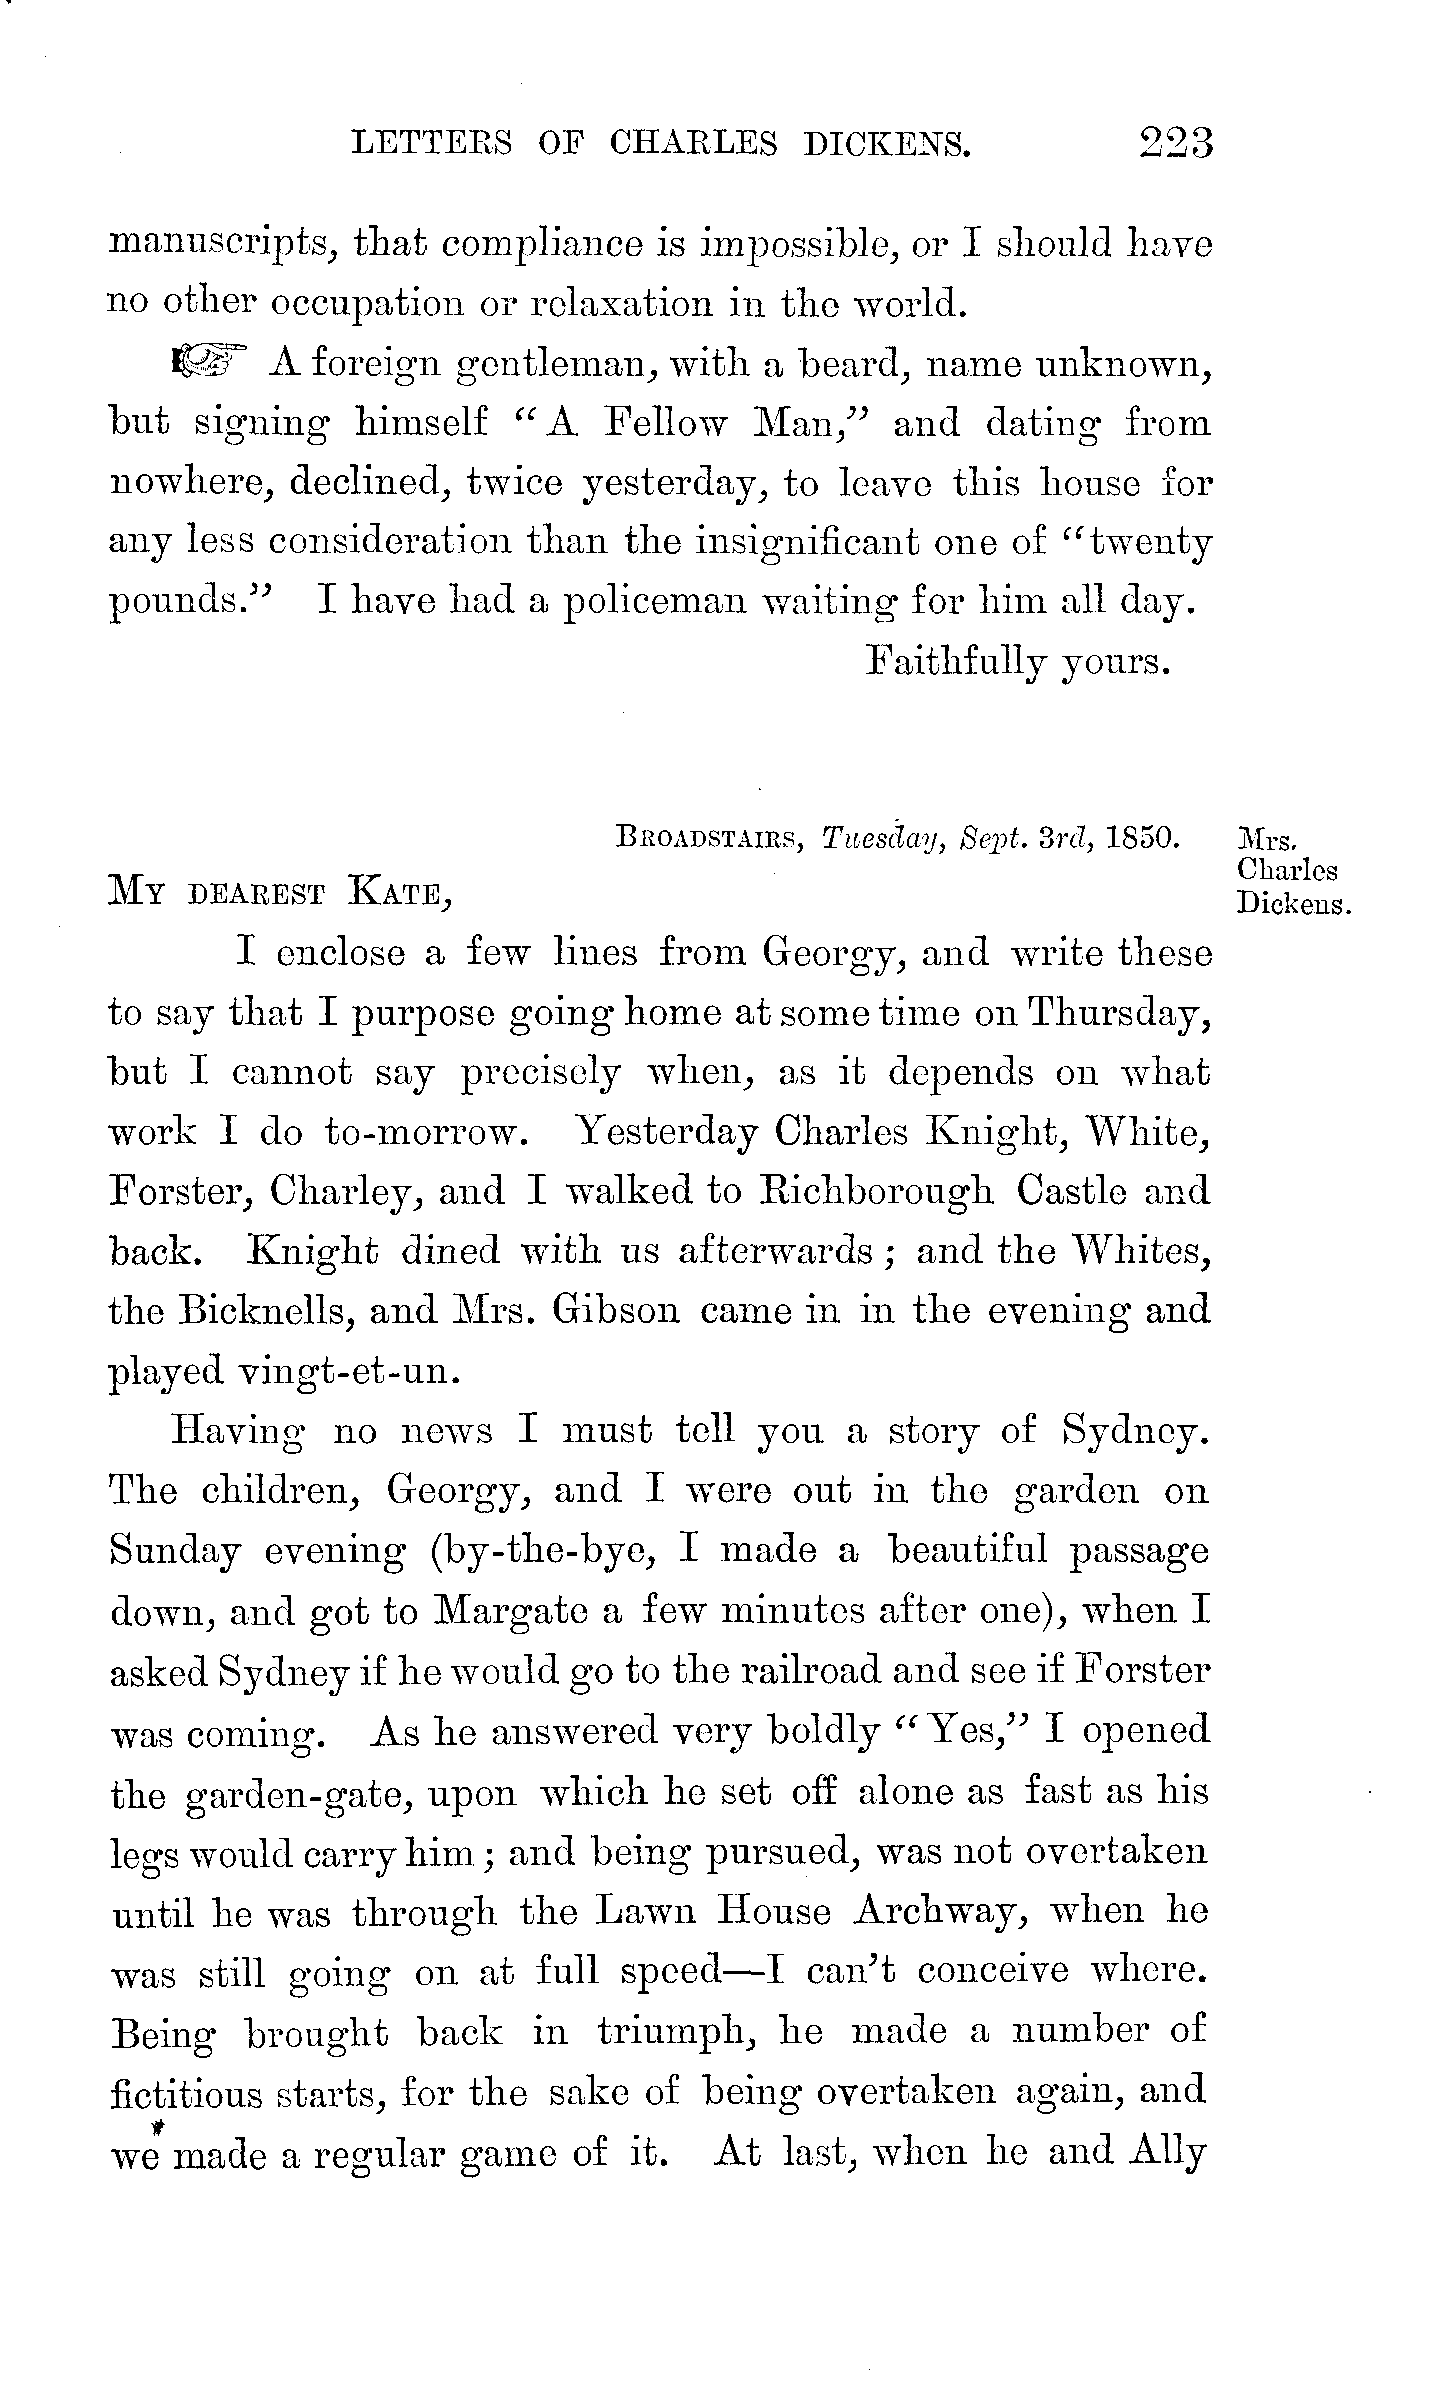 LETTERS OF CHARLES DICKENS. 223
manuscripts, that compliance is impossible, or I should have
no other occupation or relaxation in the world.
☞ A foreign gentleman, with a beard, name unknown,
but signing himself “A Fellow Man,” and dating from
nowhere, declined, twice yesterday, to leave this house for
any less consideration than the insignificant one of “twenty
pounds.” I have had a policeman waiting for him all day.
Faithfully yours.
Broadstairs, Tuesday, Sept. 3rd, 1850.
Mrs.
Charles
Dickens.
My dearest Kate,
I enclose a few lines from Georgy, and write these
to say that I purpose going home at some time on Thursday,
but I cannot say precisely when, as it depends on what
work I do to-morrow. Yesterday Charles Knight, White,
Forster, Charley, and I walked to Richborough Castle and
back. Knight dined with us afterwards; and the Whites,
the Bicknells, and Mrs. Gibson came in in the evening and
played vingt-et-un.
Having no news I must tell you a story of Sydney.
The children, Georgy, and I were out in the garden on
Sunday evening (by-the-bye, I made a beautiful passage
down, and got to Margate a few minutes after one), when I
asked Sydney if he would go to the railroad and see if Forster
was coming. As he answered very boldly “Yes,” I opened
the garden-gate, upon which he set off alone as fast as his
legs would carry him; and being pursued, was not overtaken
until he was through the Lawn House Archway, when he
was still going on at full speed—I can’t conceive where.
Being brought back in triumph, he made a number of
fictitious starts, for the sake of being overtaken again, and
we made a regular game of it. At last, when he and Ally